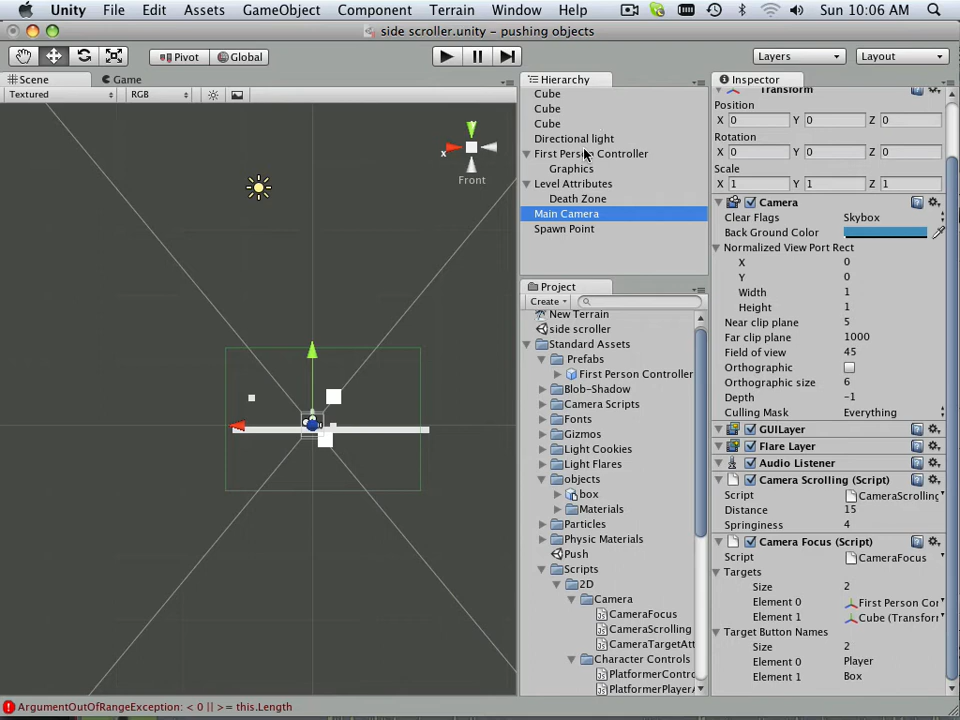 Unity File Edit Assets GameObject Component Terrain Window Help Sun 10:06 AM
side scroller.unity - pushing objects
Pivot Global Layers Layout
Scene Game
Textured RGB
x
Front
Hierarchy
Cube
Cube
Cube
Directional light
First Person Controller
Graphics
Level Attributes
Death Zone
Main Camera
Spawn Point
Project
Create
New Terrain
side scroller
Standard Assets
Prefabs
First Person Controller
Blob-Shadow
Camera Scripts
Fonts
Gizmos
Light Cookies
Light Flares
objects
box
Materials
Particles
Physic Materials
Push
Scripts
2D
Camera
CameraFocus
CameraScrolling
CameraTargetAtt
Character Controls
PlatformerContro
PlatformerPlayer
Inspector
Transform
Position
X 0 Y 0 Z 0
Rotation
X 0 Y 0 Z 0
Scale
X 1 Y 1 Z 1
Camera
Clear Flags Skybox
Back Ground Color
Normalized View Port Rect
X 0
Y 0
Width 1
Height 1
Near clip plane 5
Far clip plane 1000
Field of view 45
Orthographic
Orthographic size 6
Depth -1
Culling Mask Everything
GUILayer
Flare Layer
Audio Listener
Camera Scrolling (Script)
Script CameraScrolling
Distance 15
Springiness 4
Camera Focus (Script)
Script CameraFocus
Targets
Size 2
Element 0 First Person Con
Element 1 Cube (Transform
Target Button Names
Size 2
Element 0 Player
Element 1 Box
ArgumentOutOfRangeException: < 0 || >= this.Length